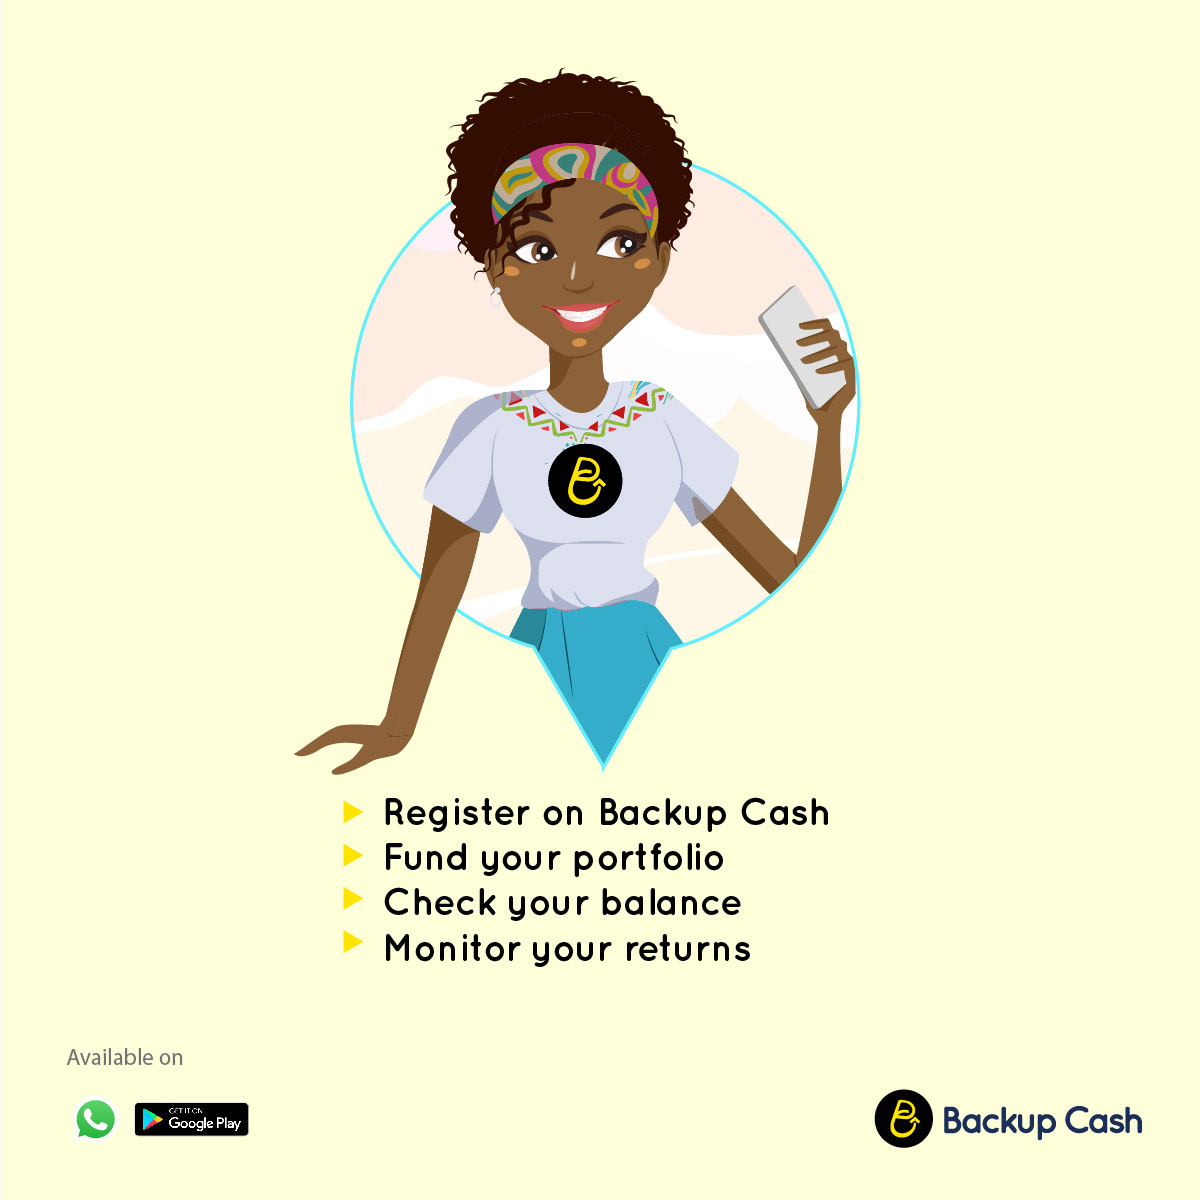 Register on Backup Cash
Fund your portfolio
Check your balance
Monitor your returns
Available on
GET IT ON
Google Play
Backup Cash